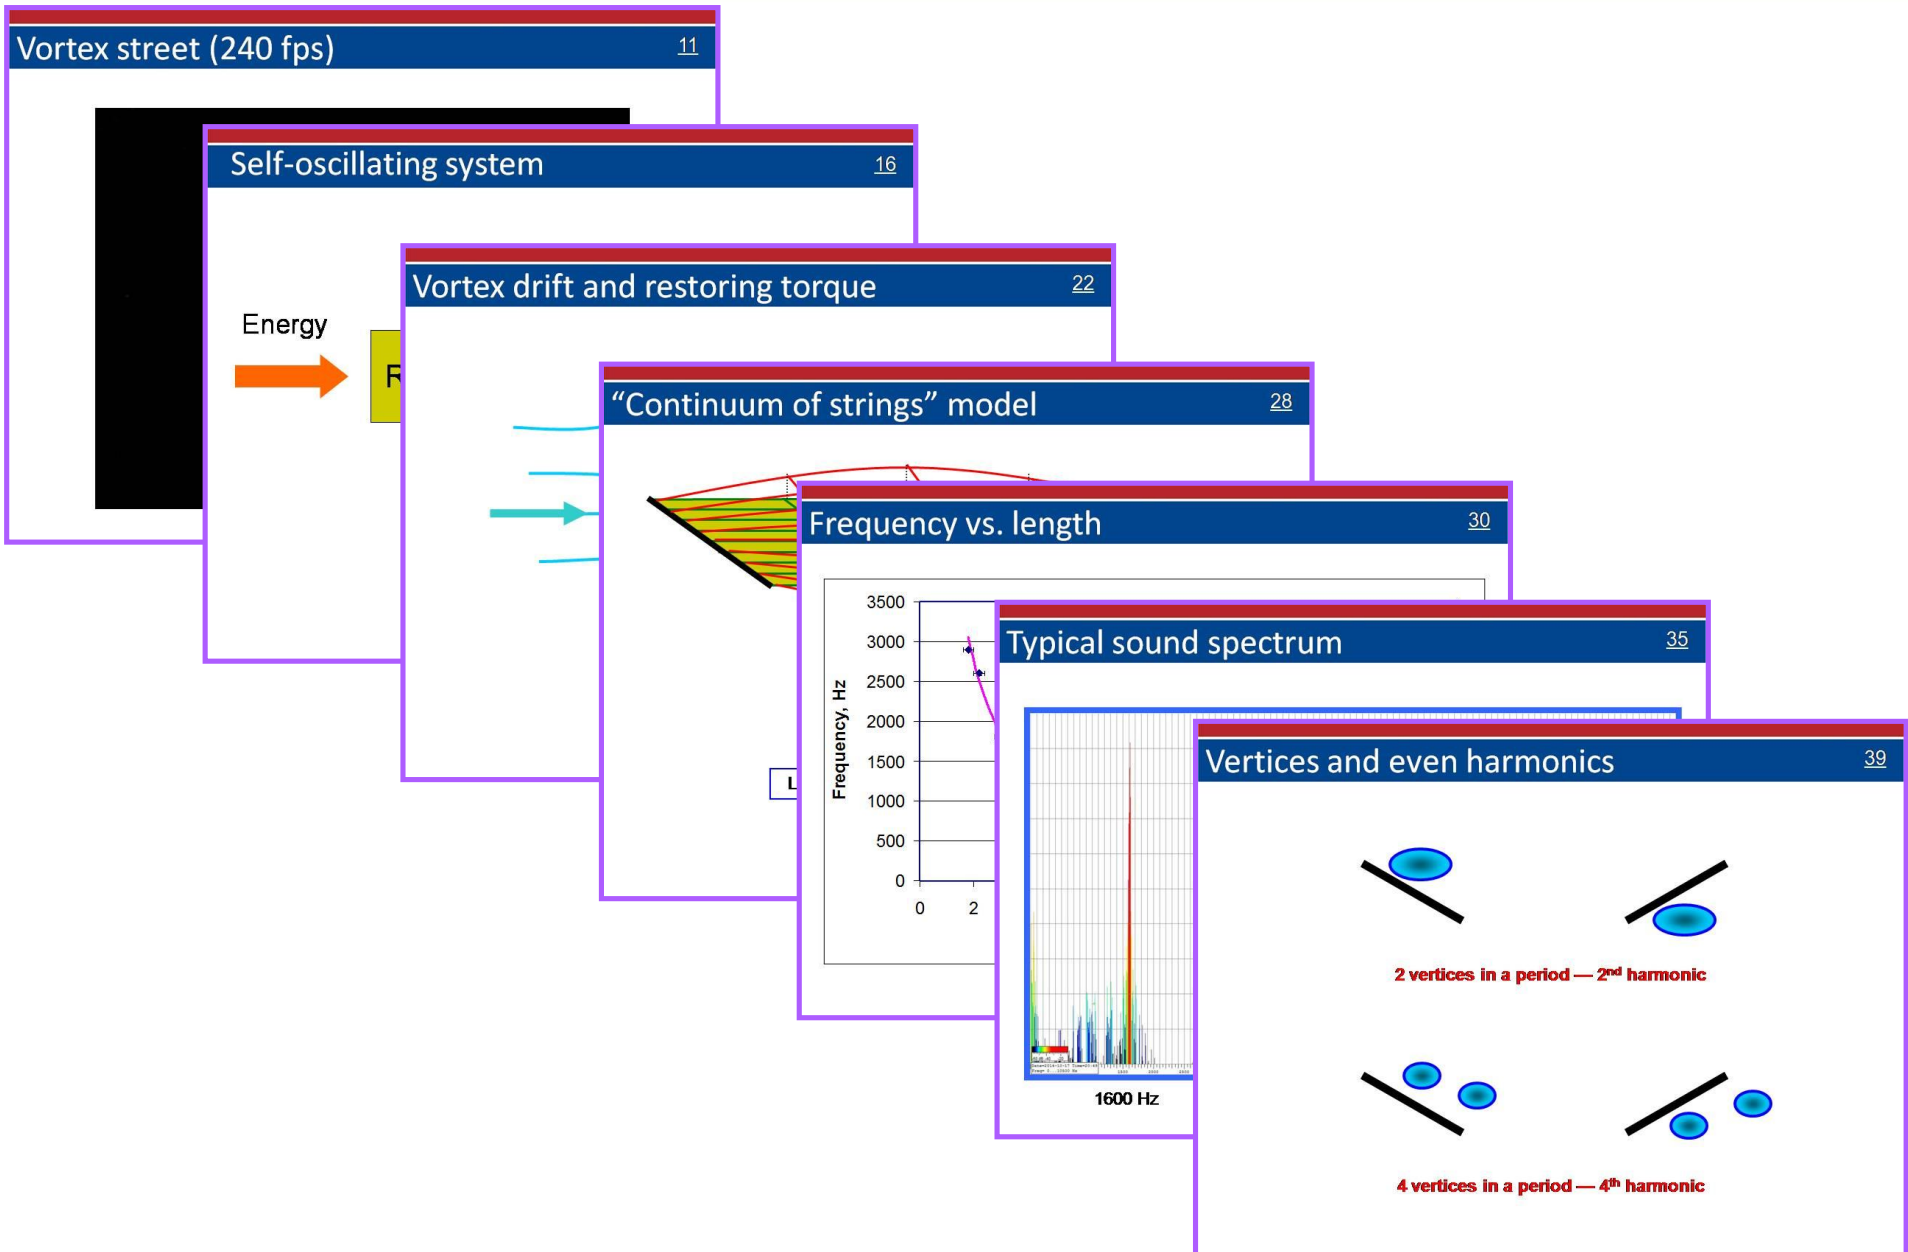 Vortex street (240 fps)
11
Self-oscillating system
16
Energy
R
Vortex drift and restoring torque
22
“Continuum of strings” model
28
L
Frequency vs. length
30
3500
3000
2500
2000
1500
1000
500
0
0 2
Frequency, Hz
Typical sound spectrum
35
1600 Hz
Vertices and even harmonics
39
2 vertices in a period — 2nd harmonic
4 vertices in a period — 4th harmonic